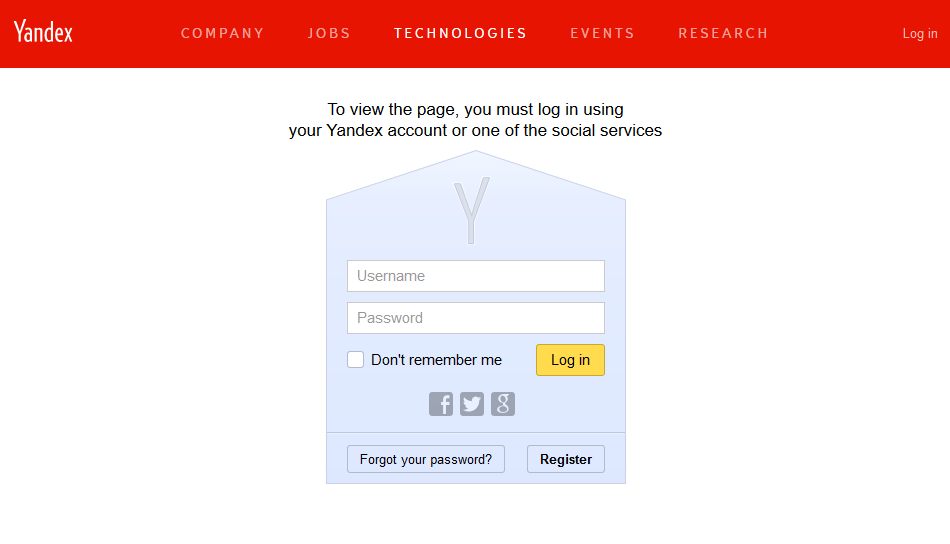 Yandex COMPANY JOBS TECHNOLOGIES EVENTS RESEARCH Log in
To view the page, you must log in using
your Yandex account or one of the social services
Y
Username
Password
Don't remember me Log in
Forgot your password? Register